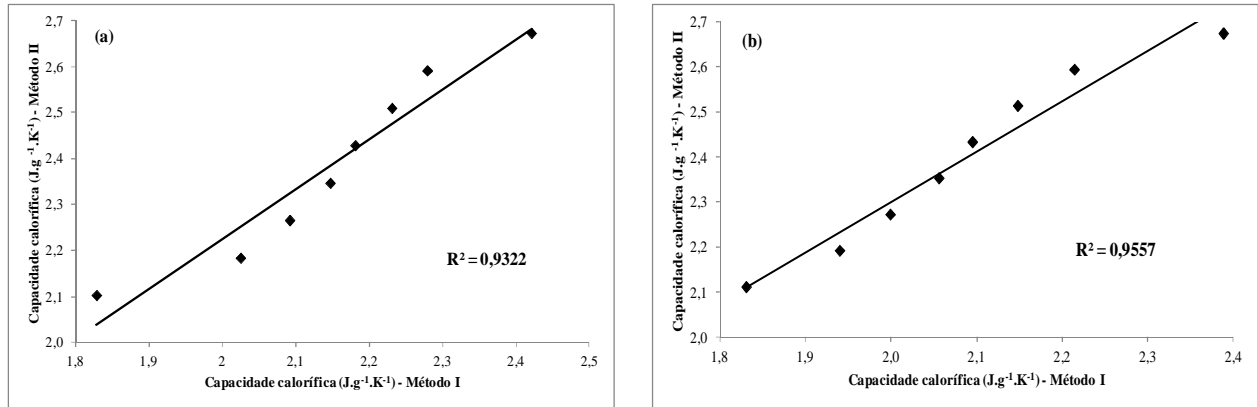 (a)
Capacidade calorífica (J.g⁻¹.K⁻¹) - Método II
2,7
2,6
2,5
2,4
2,3
2,2
2,1
2,0
R² = 0,9322
1,8 1,9 2 2,1 2,2 2,3 2,4 2,5
Capacidade calorífica (J.g⁻¹.K⁻¹) - Método I
(b)
Capacidade calorífica (J.g⁻¹.K⁻¹) - Método II
2,7
2,6
2,5
2,4
2,3
2,2
2,1
2,0
R² = 0,9557
1,8 1,9 2,0 2,1 2,2 2,3 2,4
Capacidade calorífica (J.g⁻¹.K⁻¹) - Método I